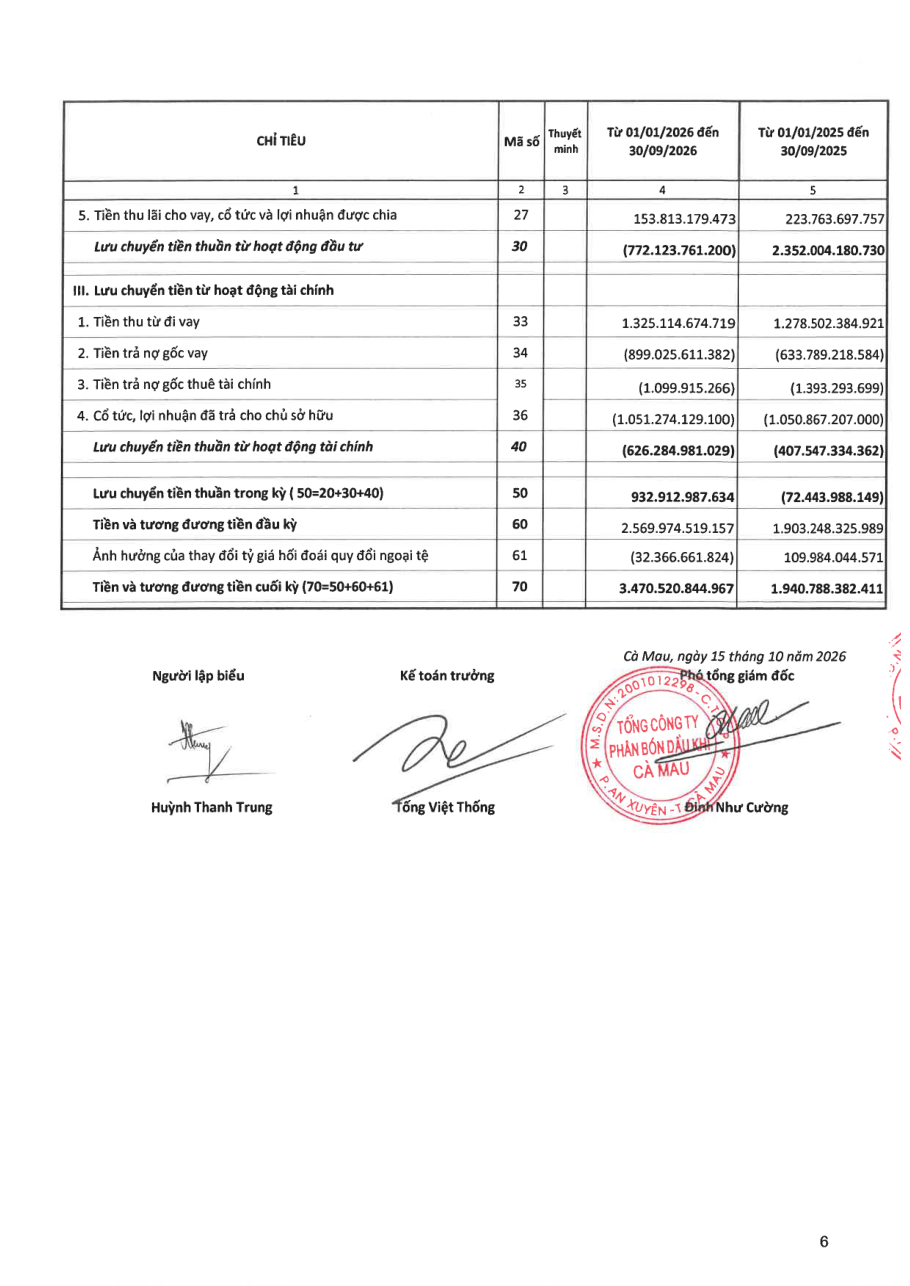 CHỈ TIÊU Mã số Thuyết minh Từ 01/01/2026 đến 30/09/2026 Từ 01/01/2025 đến 30/09/2025
1 2 3 4 5
5. Tiền thu lãi cho vay, cổ tức và lợi nhuận được chia 27 153.813.179.473 223.763.697.757
Lưu chuyển tiền thuần từ hoạt động đầu tư 30 (772.123.761.200) 2.352.004.180.730
III. Lưu chuyển tiền từ hoạt động tài chính
1. Tiền thu từ đi vay 33 1.325.114.674.719 1.278.502.384.921
2. Tiền trả nợ gốc vay 34 (899.025.611.382) (633.789.218.584)
3. Tiền trả nợ gốc thuê tài chính 35 (1.099.915.266) (1.393.293.699)
4. Cổ tức, lợi nhuận đã trả cho chủ sở hữu 36 (1.051.274.129.100) (1.050.867.207.000)
Lưu chuyển tiền thuần từ hoạt động tài chính 40 (626.284.981.029) (407.547.334.362)
Lưu chuyển tiền thuần trong kỳ ( 50=20+30+40) 50 932.912.987.634 (72.443.988.149)
Tiền và tương đương tiền đầu kỳ 60 2.569.974.519.157 1.903.248.325.989
Ảnh hưởng của thay đổi tỷ giá hối đoái quy đổi ngoại tệ 61 (32.366.661.824) 109.984.044.571
Tiền và tương đương tiền cuối kỳ (70=50+60+61) 70 3.470.520.844.967 1.940.788.382.411
Cà Mau, ngày 15 tháng 10 năm 2026
Người lập biểu Kế toán trưởng Phó tổng giám đốc
M.S.D.N:2001012298-C.T
TỔNG CÔNG TY
PHÂN BÓN DẦU KHÍ
CÀ MAU
P.AN XUYÊN -T CÀ MAU
Huỳnh Thanh Trung Tống Việt Thống Đinh Như Cường
6